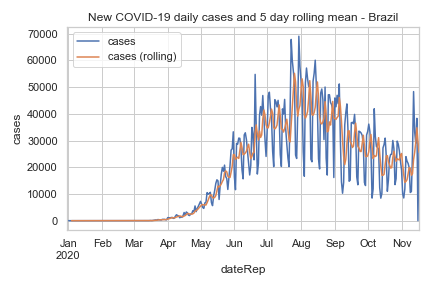 New COVID-19 daily cases and 5 day rolling mean - Brazil
cases
cases (rolling)
70000
60000
50000
40000
30000
20000
10000
0
cases
Jan Feb Mar Apr May Jun Jul Aug Sep Oct Nov
2020
dateRep